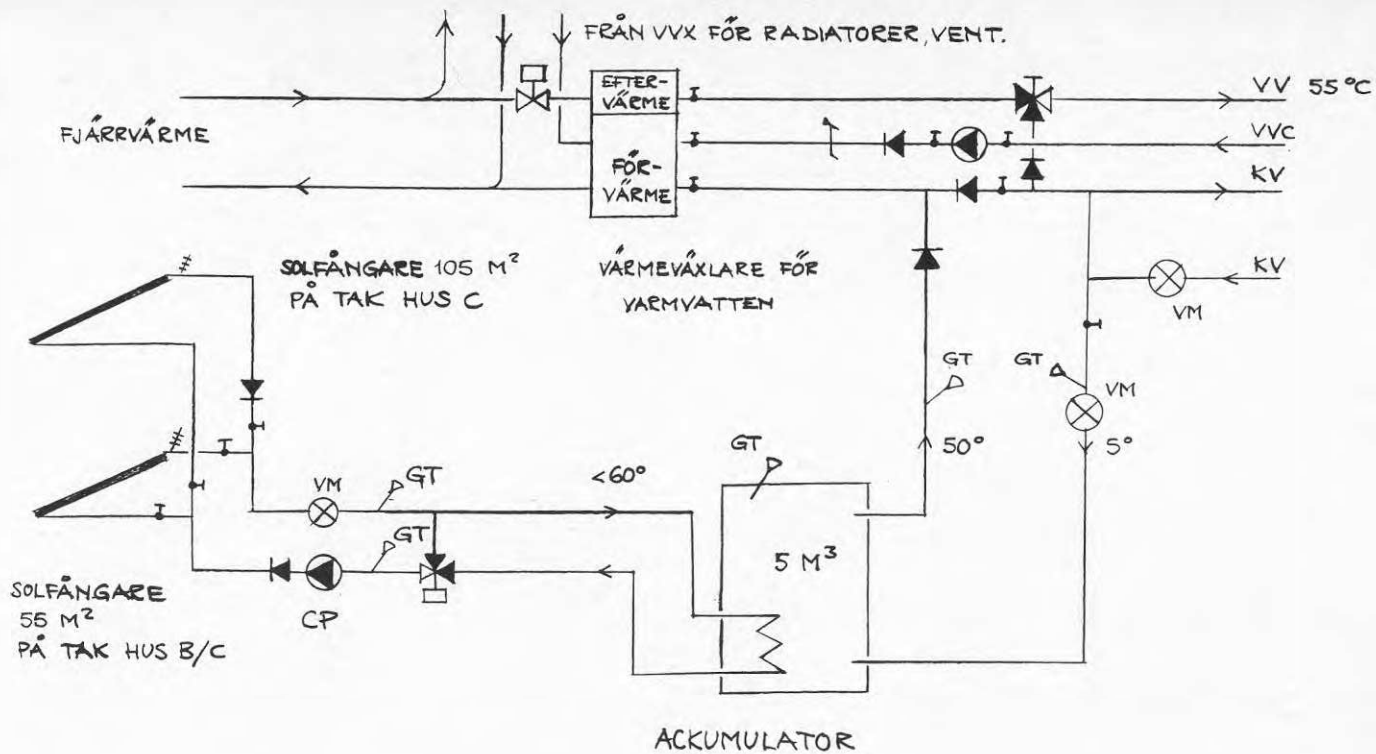 FRÅN VVX FÖR RADIATORER, VENT.
EFTER-
VÄRME
VV 55°C
FJÄRRVÄRME
VVC
FÖR-
VÄRME
KV
SOLFÅNGARE 105 M²
PÅ TAK HUS C
VÄRMEVÄXLARE FÖR
VARMVATTEN
KV
VM
GT
GT
VM
50°
5°
GT
VM
GT
<60°
GT
5 M³
CP
SOLFÅNGARE
55 M²
PÅ TAK HUS B/C
ACKUMULATOR